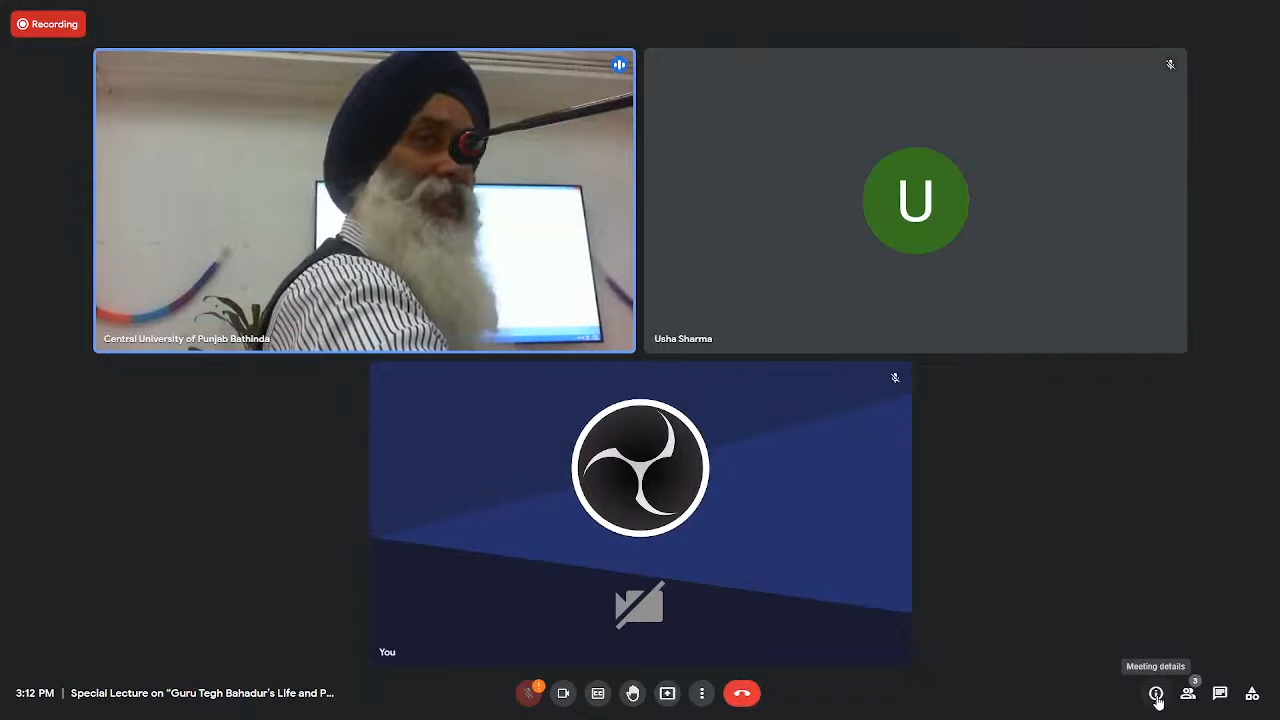 Recording
Central University of Punjab Bathinda
U
Usha Sharma
You
Meeting details
3:12 PM | Special Lecture on "Guru Tegh Bahadur's Life and P...
3